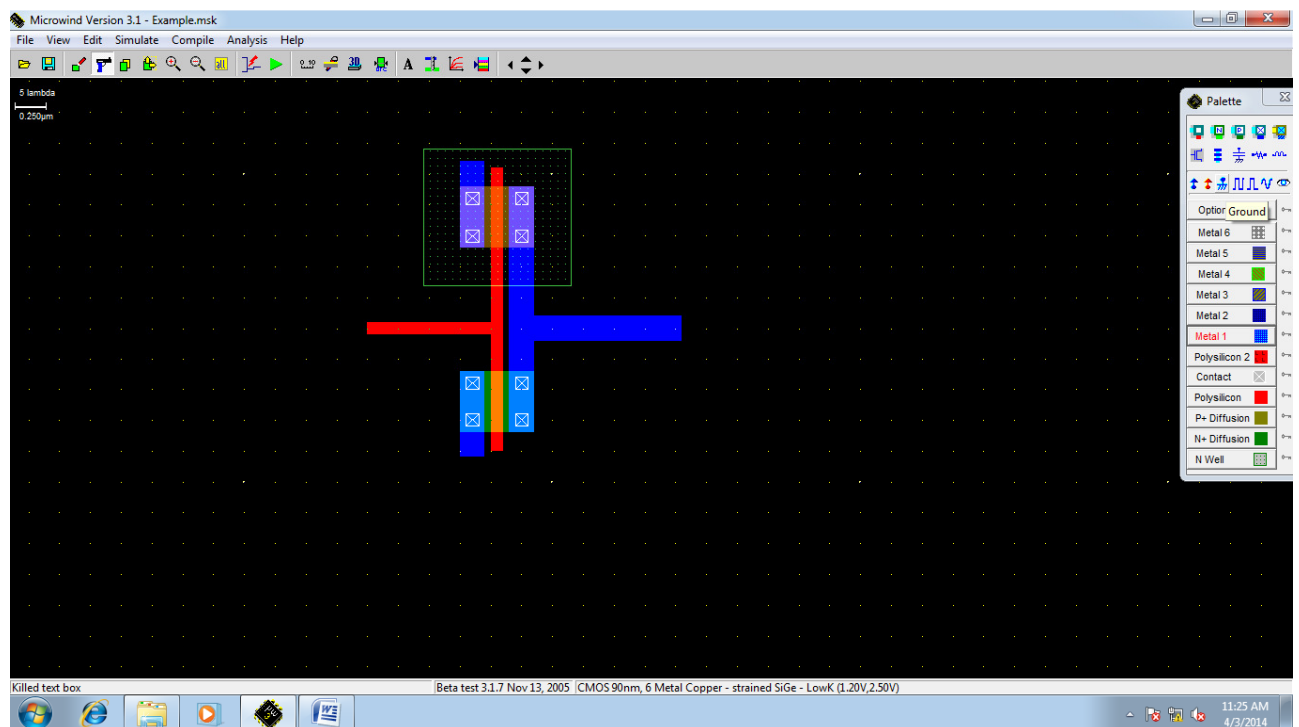 Microwind Version 3.1 - Example.msk
File View Edit Simulate Compile Analysis Help
5 lambda
0.250µm
Palette
Option
Ground
Metal 6
Metal 5
Metal 4
Metal 3
Metal 2
Metal 1
Polysilicon 2
Contact
Polysilicon
P+ Diffusion
N+ Diffusion
N Well
Killed text box
Beta test 3.1.7 Nov 13, 2005 CMOS 90nm, 6 Metal Copper - strained SiGe - LowK (1.20V,2.50V)
11:25 AM
4/3/2014